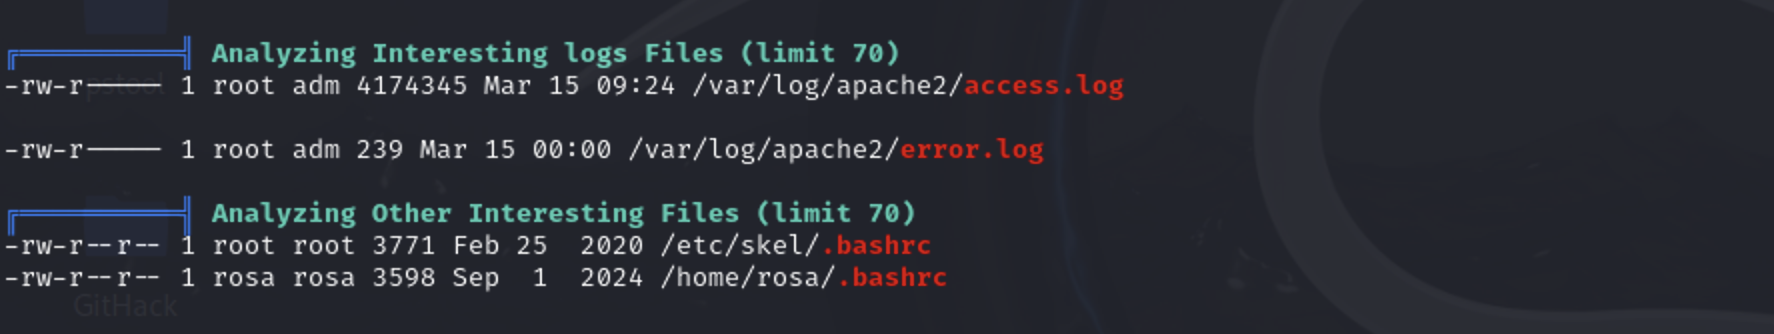 ╔══════════╣ Analyzing Interesting logs Files (limit 70)
-rw-r----- 1 root adm 4174345 Mar 15 09:24 /var/log/apache2/access.log
-rw-r----- 1 root adm 239 Mar 15 00:00 /var/log/apache2/error.log
╔══════════╣ Analyzing Other Interesting Files (limit 70)
-rw-r--r-- 1 root root 3771 Feb 25  2020 /etc/skel/.bashrc
-rw-r--r-- 1 rosa rosa 3598 Sep  1  2024 /home/rosa/.bashrc
GitHack